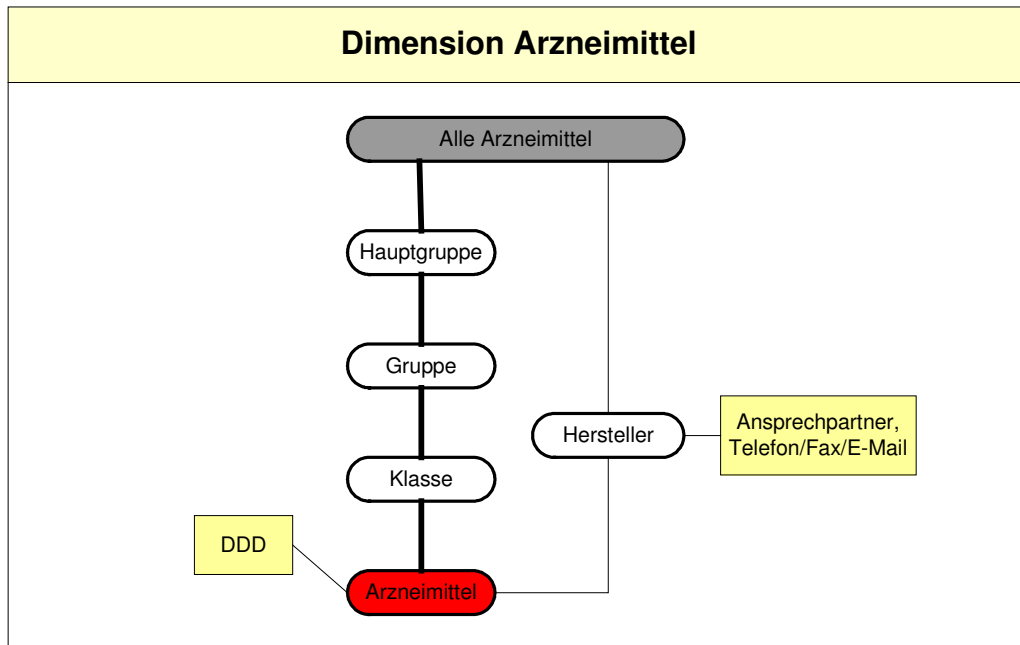 Dimension Arzneimittel
Alle Arzneimittel
Hauptgruppe
Gruppe
Hersteller
Ansprechpartner,
Telefon/Fax/E-Mail
Klasse
DDD
Arzneimittel